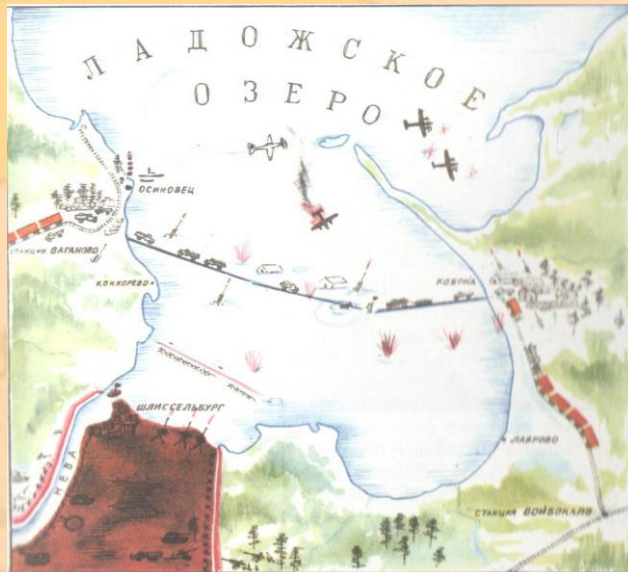 ЛАДОЖСКОЕ
ОЗЕРО
ОСИНОВЕЦ
СТАНЦИЯ ВАГАНОВО
КОККОРЕВО
КОБОНА
ШЛИССЕЛЬБУРГ
НЕВА
ЛАВРОВО
СТАНЦИЯ ВОЙБОКАЛО